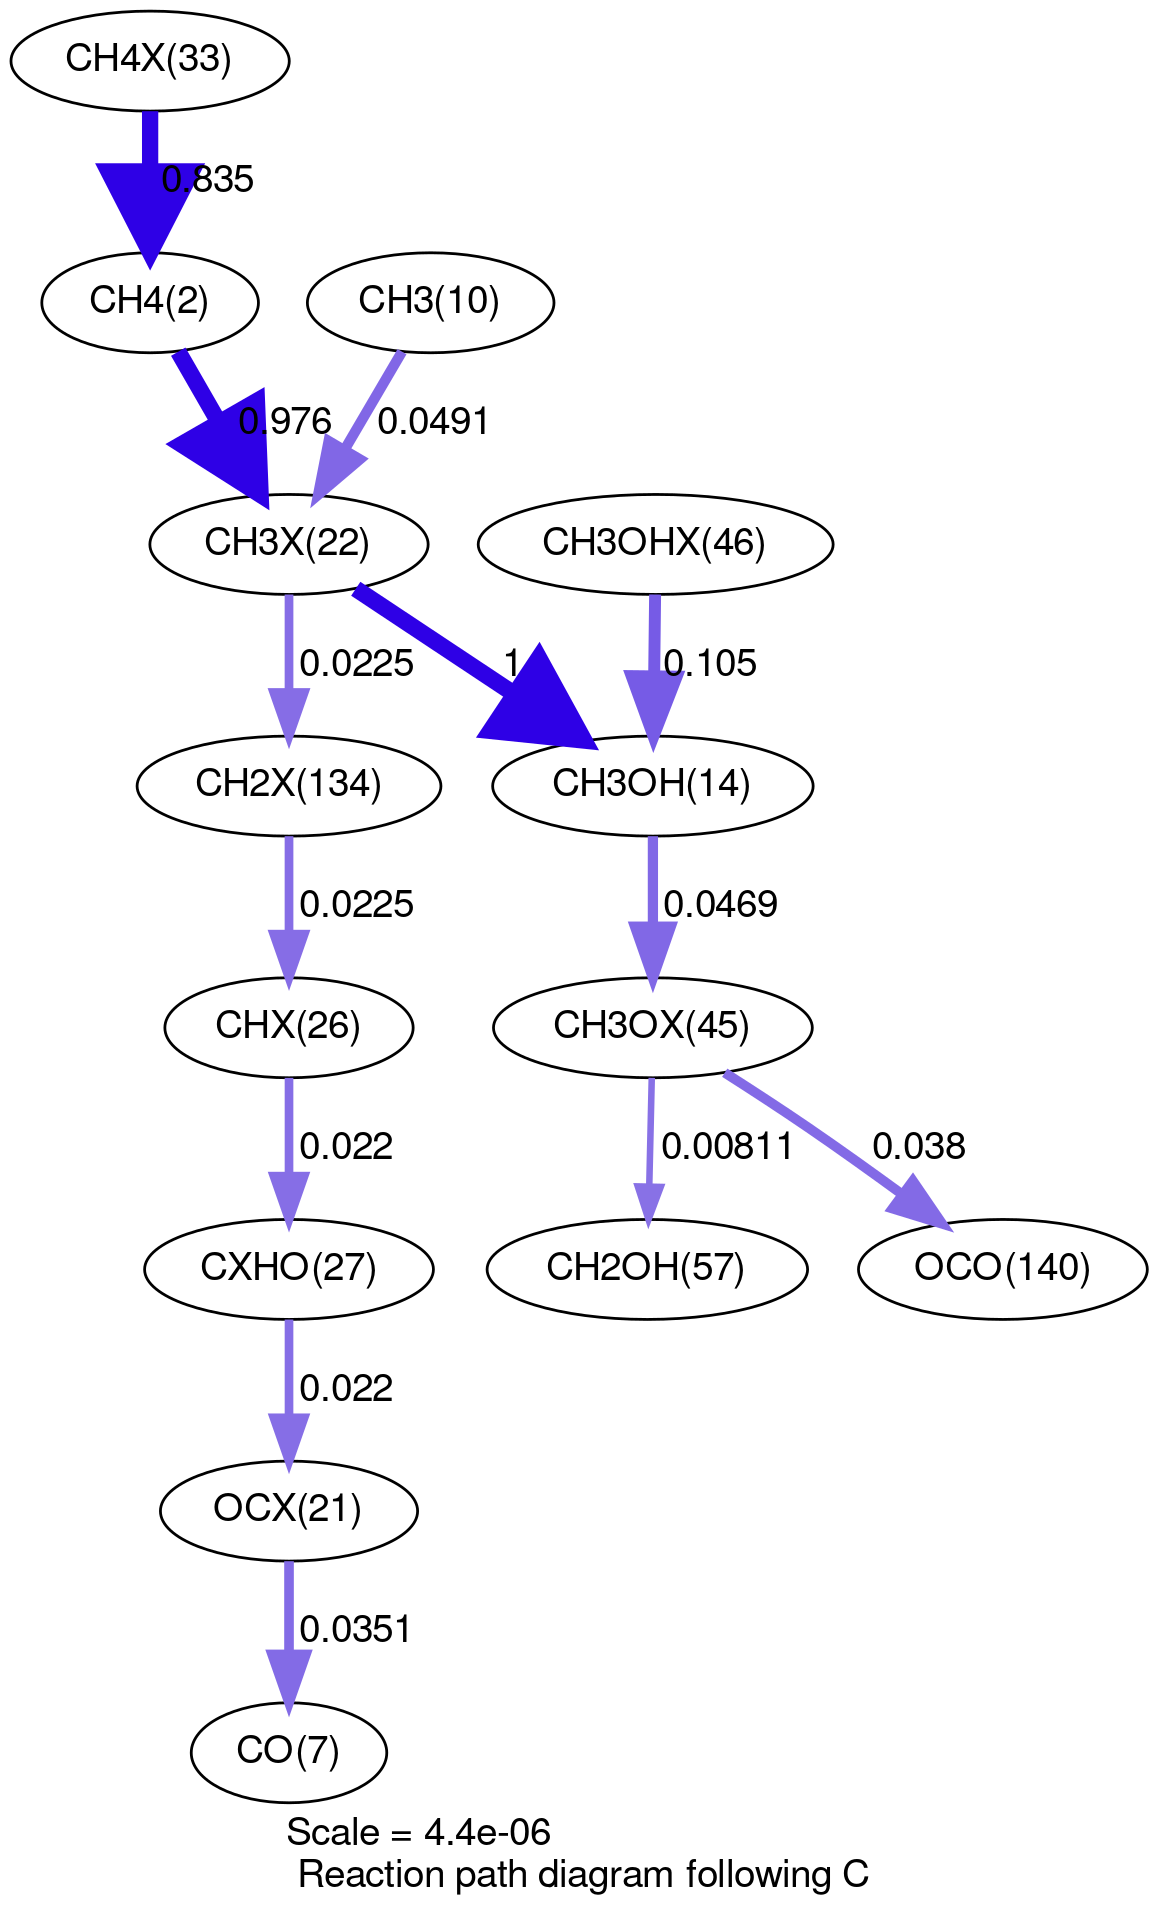 CH4X(33)
0.835
CH4(2)
CH3(10)
0.976
0.0491
CH3X(22)
CH3OHX(46)
0.0225
1
0.105
CH2X(134)
CH3OH(14)
0.0225
0.0469
CHX(26)
CH3OX(45)
0.022
0.00811
0.038
CXHO(27)
CH2OH(57)
OCO(140)
0.022
OCX(21)
0.0351
CO(7)
Scale = 4.4e-06
Reaction path diagram following C